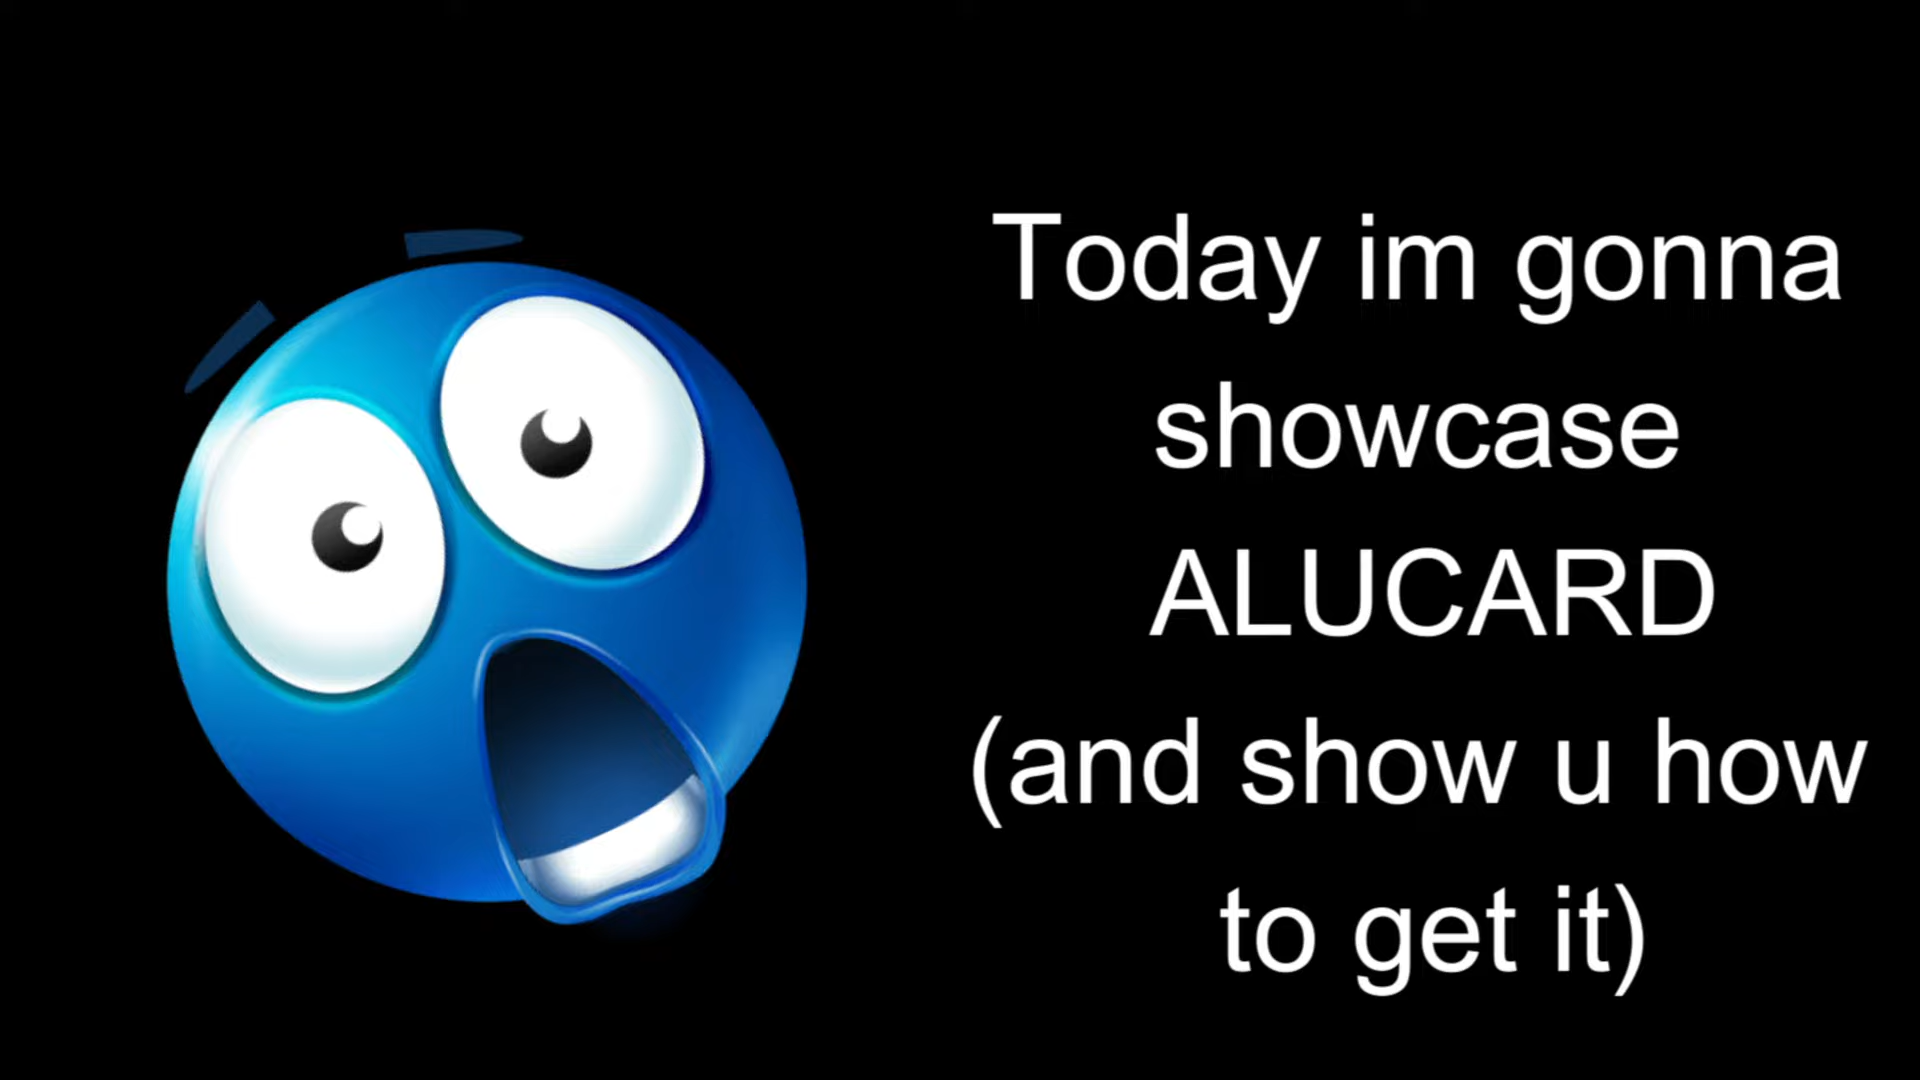 Today im gonna
showcase
ALUCARD
(and show u how
to get it)